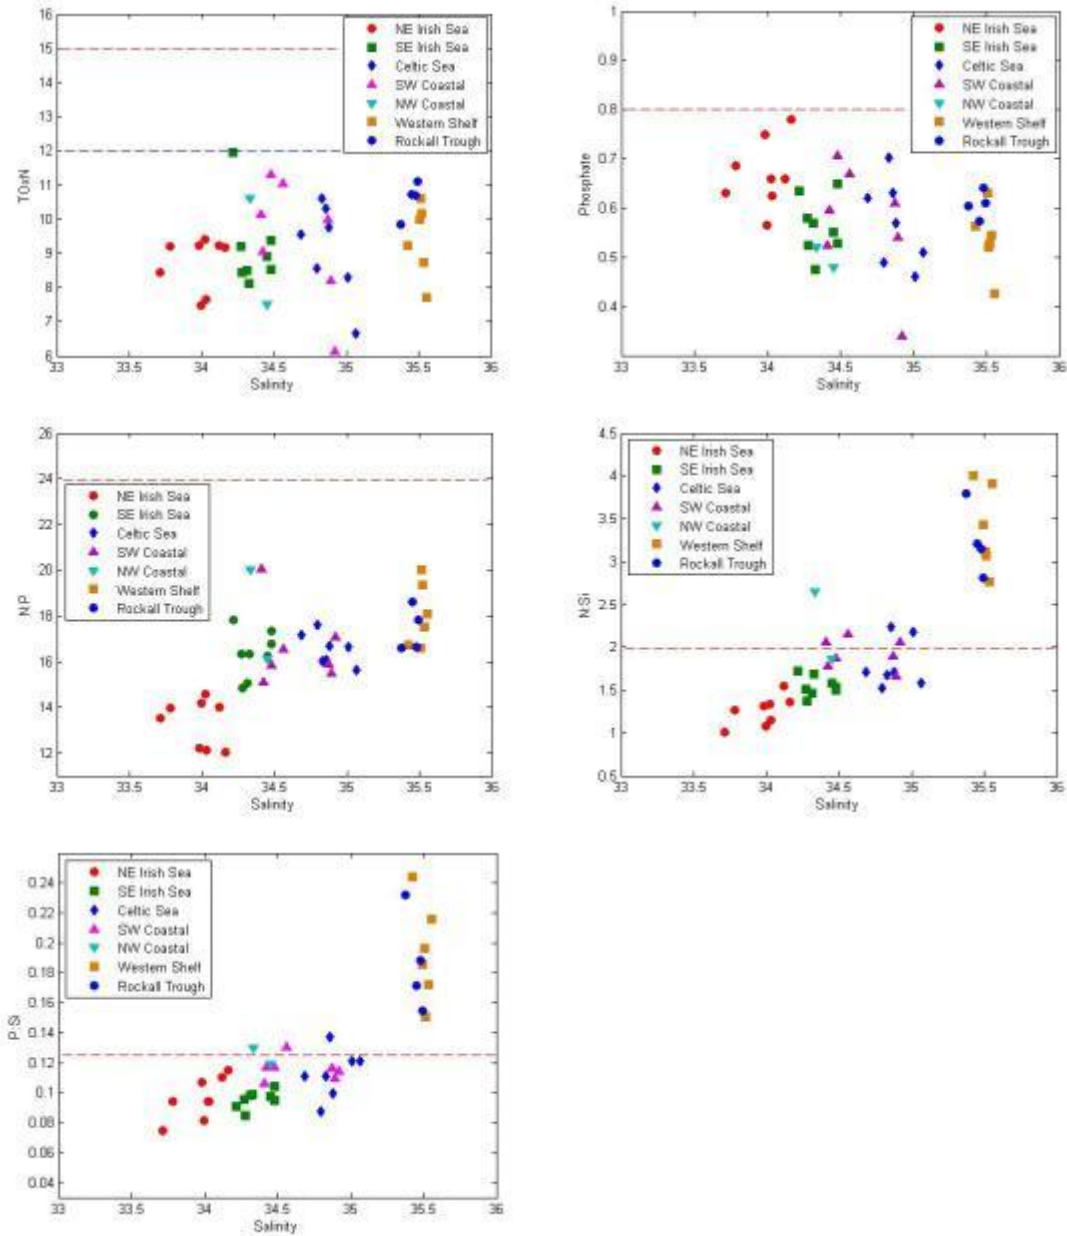 16
15
14
13
12
11
10
9
8
7
6
TOxN
33
33.5
34
34.5
35
35.5
36
Salinity
NE Irish Sea
SE Irish Sea
Celtic Sea
SW Coastal
NW Coastal
Western Shelf
Rockall Trough
1
0.9
0.8
0.7
0.6
0.5
0.4
Phosphate
33
33.5
34
34.5
35
35.5
36
Salinity
NE Irish Sea
SE Irish Sea
Celtic Sea
SW Coastal
NW Coastal
Western Shelf
Rockall Trough
26
24
22
20
18
16
14
12
N:P
33
33.5
34
34.5
35
35.5
36
Salinity
NE Irish Sea
SE Irish Sea
Celtic Sea
SW Coastal
NW Coastal
Western Shelf
Rockall Trough
4.5
4
3.5
3
2.5
2
1.5
1
0.5
N:Si
33
33.5
34
34.5
35
35.5
36
Salinity
NE Irish Sea
SE Irish Sea
Celtic Sea
SW Coastal
NW Coastal
Western Shelf
Rockall Trough
0.24
0.22
0.2
0.18
0.16
0.14
0.12
0.1
0.08
0.06
0.04
P:Si
33
33.5
34
34.5
35
35.5
36
Salinity
NE Irish Sea
SE Irish Sea
Celtic Sea
SW Coastal
NW Coastal
Western Shelf
Rockall Trough